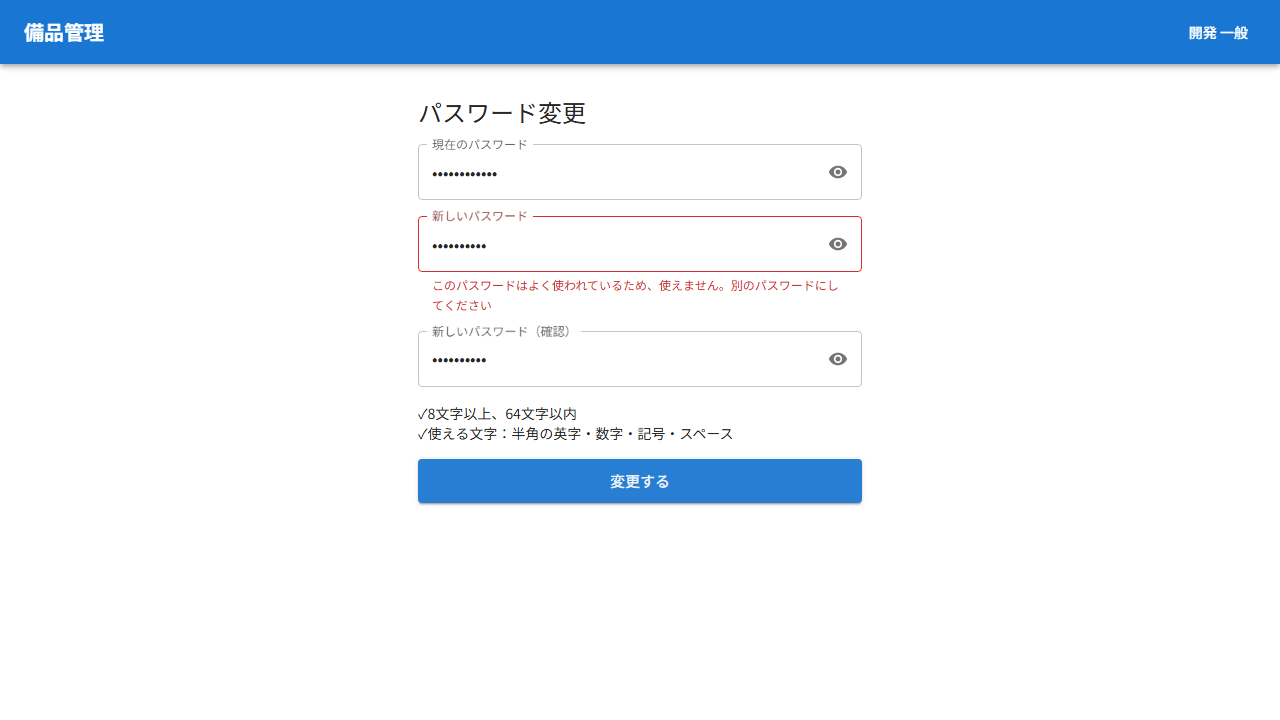 備品管理
開発 一般
パスワード変更
現在のパスワード
••••••••••••
新しいパスワード
••••••••••
このパスワードはよく使われているため、使えません。別のパスワードにし
てください
新しいパスワード（確認）
••••••••••
✓8文字以上、64文字以内
✓使える文字：半角の英字・数字・記号・スペース
変更する